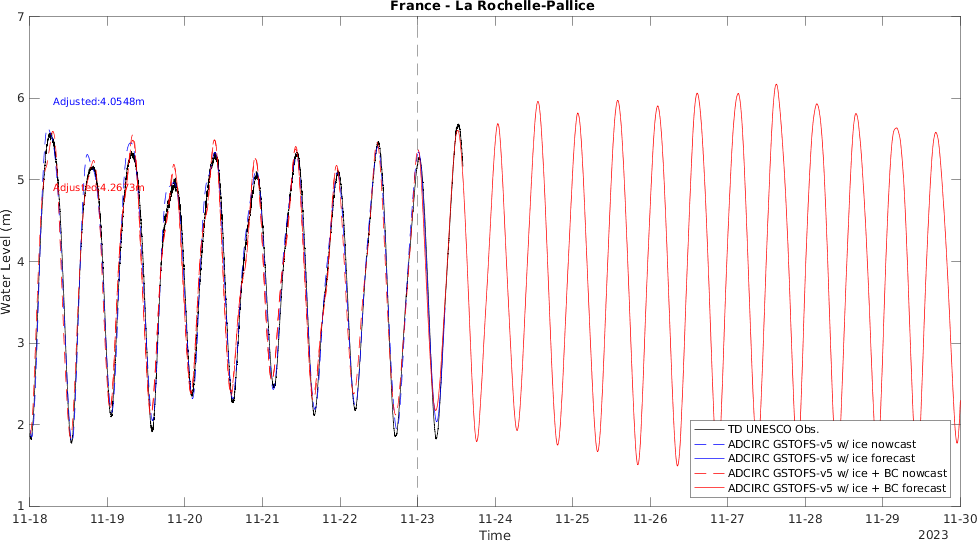 France - La Rochelle-Pallice
7
6
5
4
3
2
1
Water Level (m)
Adjusted:4.0548m
Adjusted:4.2673m
TD UNESCO Obs.
ADCIRC GSTOFS-v5 w/ ice nowcast
ADCIRC GSTOFS-v5 w/ ice forecast
ADCIRC GSTOFS-v5 w/ ice + BC nowcast
ADCIRC GSTOFS-v5 w/ ice + BC forecast
11-18 11-19 11-20 11-21 11-22 11-23 11-24 11-25 11-26 11-27 11-28 11-29 11-30
Time
2023